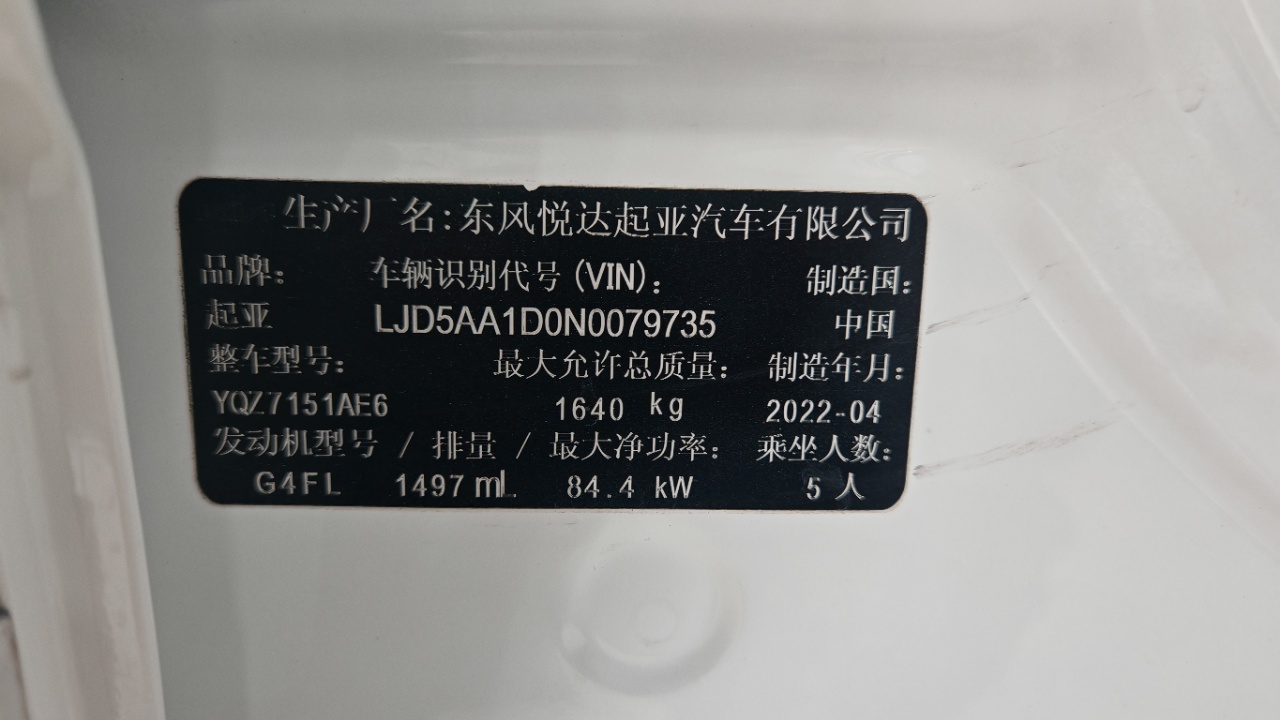 生产厂名:东风悦达起亚汽车有限公司
品牌: 车辆识别代号(VIN): 制造国:
起亚 LJD5AA1D0N0079735 中国
整车型号: 最大允许总质量: 制造年月:
YQZ7151AE6 1640 kg 2022-04
发动机型号 / 排量 / 最大净功率: 乘坐人数:
G4FL 1497 mL 84.4 kW 5 人